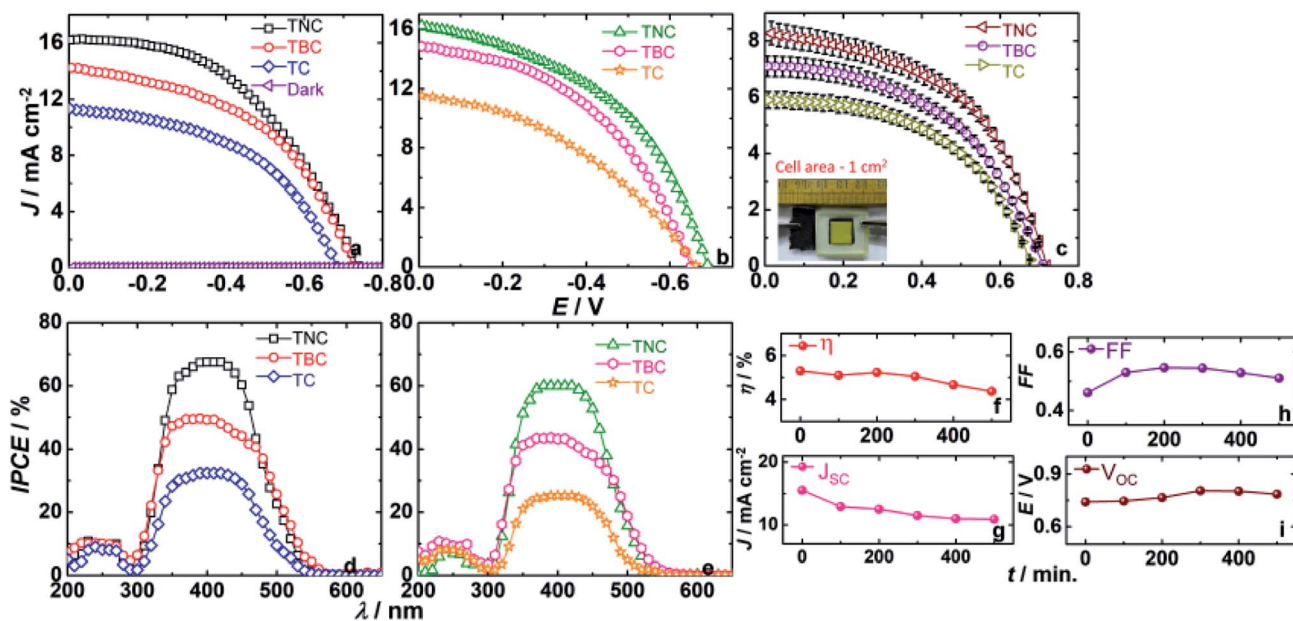 16
12
8
4
0
J / mA cm-2
TNC
TBC
TC
Dark
a
0.0 -0.2 -0.4 -0.6 -0.8
16
12
8
4
0
TNC
TBC
TC
b
0.0 -0.2 -0.4 -0.6
E / V
8
6
4
2
0
TNC
TBC
TC
Cell area - 1 cm2
c
0.0 0.2 0.4 0.6 0.8
80
60
40
20
0
IPCE / %
TNC
TBC
TC
d
200 300 400 500 600
80
60
40
20
0
TNC
TBC
TC
e
200 300 400 500 600
λ / nm
6
4
η / %
η
f
0 200 400
FF
0.6
0.4
FF
h
0 200 400
20
10
J / mA cm-2
JSC
g
0 200 400
0.9
0.6
E / V
VOC
i
0 200 400
t / min.